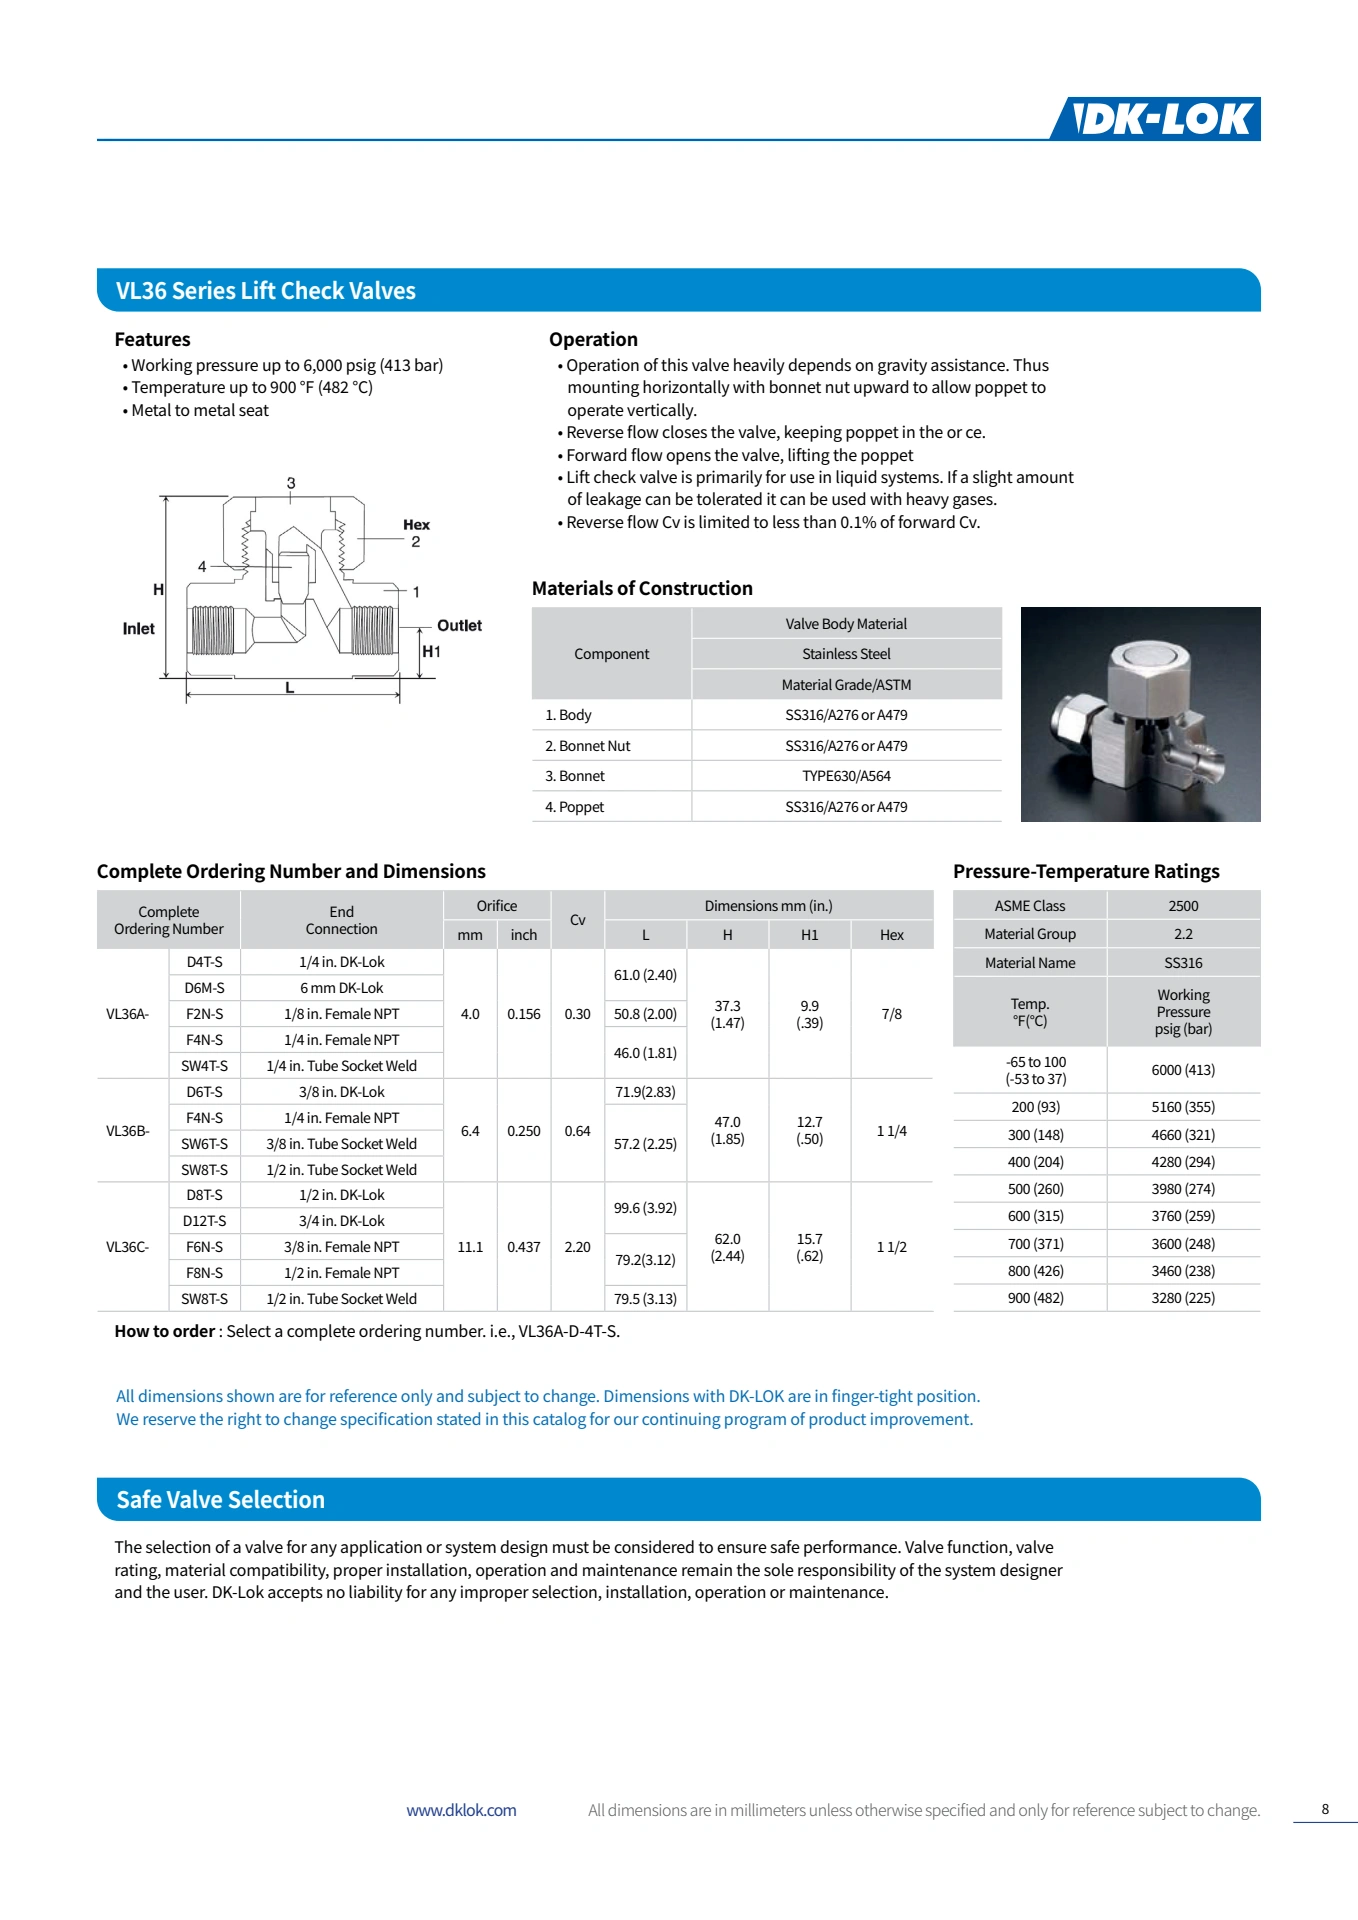 DK-LOK
VL36 Series Lift Check Valves
Features
• Working pressure up to 6,000 psig (413 bar)
• Temperature up to 900 °F (482 °C)
• Metal to metal seat
Operation
• Operation of this valve heavily depends on gravity assistance. Thus
mounting horizontally with bonnet nut upward to allow poppet to
operate vertically.
• Reverse flow closes the valve, keeping poppet in the or ce.
• Forward flow opens the valve, lifting the poppet
• Lift check valve is primarily for use in liquid systems. If a slight amount
of leakage can be tolerated it can be used with heavy gases.
• Reverse flow Cv is limited to less than 0.1% of forward Cv.
3
Hex
2
4
H
1
Inlet
Outlet
H1
L
Materials of Construction
Component
Valve Body Material
Stainless Steel
Material Grade/ASTM
1. Body SS316/A276 or A479
2. Bonnet Nut SS316/A276 or A479
3. Bonnet TYPE630/A564
4. Poppet SS316/A276 or A479
Complete Ordering Number and Dimensions
Complete
Ordering Number
End
Connection
Orifice
mm inch
Cv
Dimensions mm (in.)
L H H1 Hex
VL36A-
D4T-S 1/4 in. DK-Lok
D6M-S 6 mm DK-Lok
F2N-S 1/8 in. Female NPT
F4N-S 1/4 in. Female NPT
SW4T-S 1/4 in. Tube Socket Weld
4.0 0.156 0.30
61.0 (2.40)
50.8 (2.00)
46.0 (1.81)
37.3
(1.47)
9.9
(.39)
7/8
VL36B-
D6T-S 3/8 in. DK-Lok
F4N-S 1/4 in. Female NPT
SW6T-S 3/8 in. Tube Socket Weld
SW8T-S 1/2 in. Tube Socket Weld
6.4 0.250 0.64
71.9(2.83)
57.2 (2.25)
47.0
(1.85)
12.7
(.50)
1 1/4
VL36C-
D8T-S 1/2 in. DK-Lok
D12T-S 3/4 in. DK-Lok
F6N-S 3/8 in. Female NPT
F8N-S 1/2 in. Female NPT
SW8T-S 1/2 in. Tube Socket Weld
11.1 0.437 2.20
99.6 (3.92)
79.2(3.12)
79.5 (3.13)
62.0
(2.44)
15.7
(.62)
1 1/2
Pressure-Temperature Ratings
ASME Class 2500
Material Group 2.2
Material Name SS316
Temp.
°F(°C)
Working
Pressure
psig (bar)
-65 to 100
(-53 to 37)
6000 (413)
200 (93) 5160 (355)
300 (148) 4660 (321)
400 (204) 4280 (294)
500 (260) 3980 (274)
600 (315) 3760 (259)
700 (371) 3600 (248)
800 (426) 3460 (238)
900 (482) 3280 (225)
How to order : Select a complete ordering number. i.e., VL36A-D-4T-S.
All dimensions shown are for reference only and subject to change. Dimensions with DK-LOK are in finger-tight position.
We reserve the right to change specification stated in this catalog for our continuing program of product improvement.
Safe Valve Selection
The selection of a valve for any application or system design must be considered to ensure safe performance. Valve function, valve
rating, material compatibility, proper installation, operation and maintenance remain the sole responsibility of the system designer
and the user. DK-Lok accepts no liability for any improper selection, installation, operation or maintenance.
www.dklok.com All dimensions are in millimeters unless otherwise specified and only for reference subject to change. 8